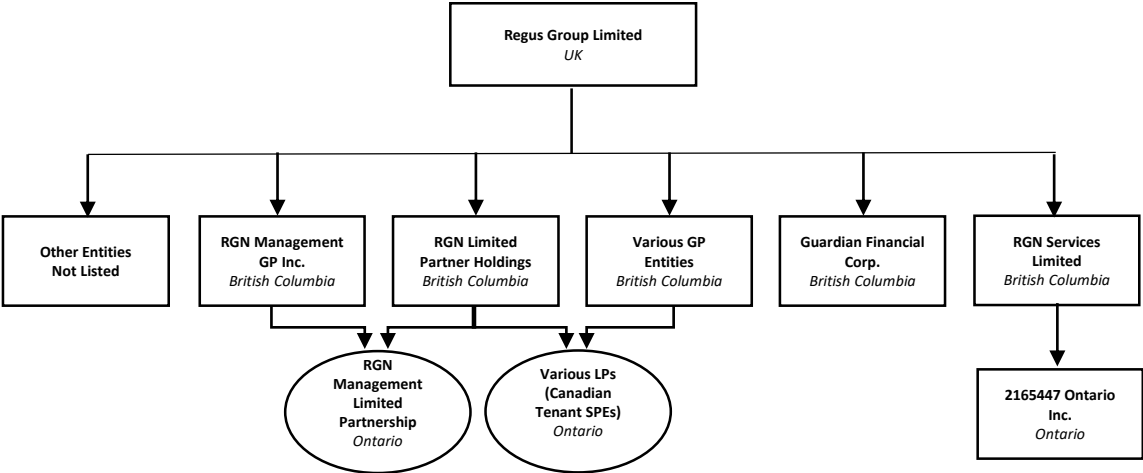 Regus Group Limited
UK
Other Entities
Not Listed
RGN Management
GP Inc.
British Columbia
RGN Limited
Partner Holdings
British Columbia
Various GP
Entities
British Columbia
Guardian Financial
Corp.
British Columbia
RGN Services
Limited
British Columbia
RGN
Management
Limited
Partnership
Ontario
Various LPs
(Canadian
Tenant SPEs)
Ontario
2165447 Ontario
Inc.
Ontario